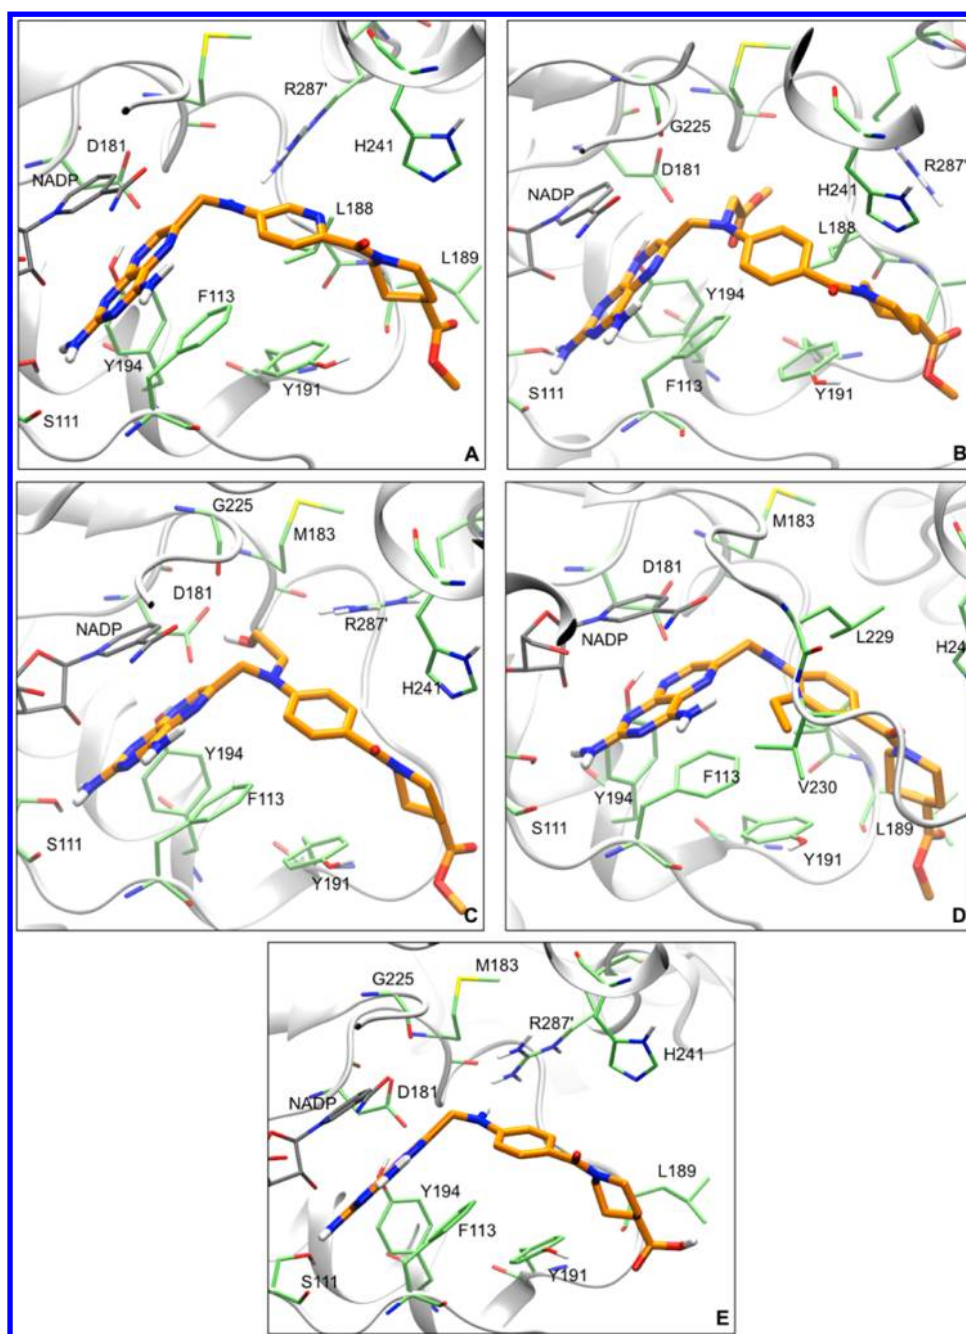 R287'
H241
D181
NADP
L188
L189
F113
Y194
Y191
S111
A
G225
D181
R287'
NADP
H241
L188
Y194
S111
F113
Y191
B
G225
M183
D181
NADP
R287'
H241
Y194
F113
S111
Y191
C
M183
D181
NADP
L229
H24
F113
V230
Y194
S111
L189
Y191
D
G225
M183
R287'
H241
D181
NADP
L189
Y194
F113
S111
Y191
E